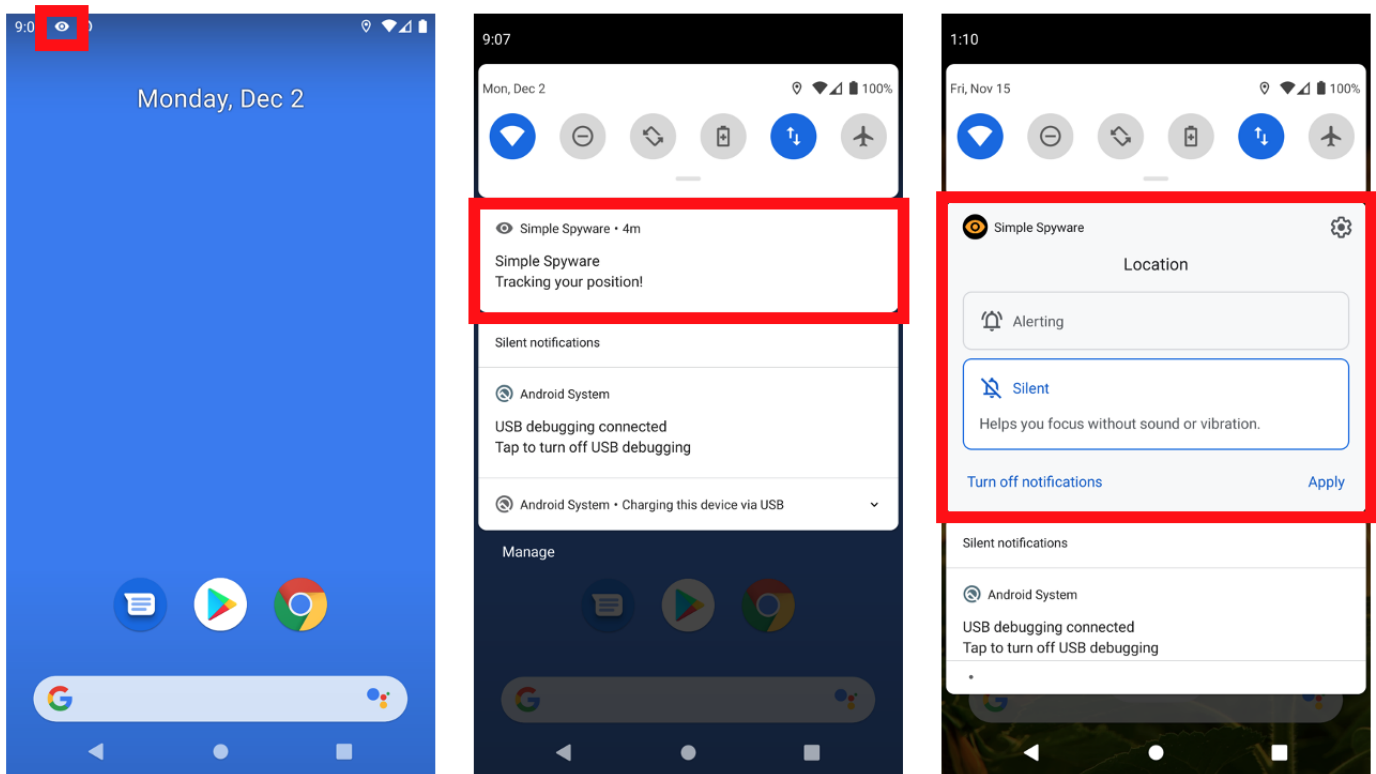 9:0
Monday, Dec 2
9:07
Mon, Dec 2
100%
Simple Spyware • 4m
Simple Spyware
Tracking your position!
Silent notifications
Android System
USB debugging connected
Tap to turn off USB debugging
Android System • Charging this device via USB
Manage
1:10
Fri, Nov 15
100%
Simple Spyware
Location
Alerting
Silent
Helps you focus without sound or vibration.
Turn off notifications
Apply
Silent notifications
Android System
USB debugging connected
Tap to turn off USB debugging